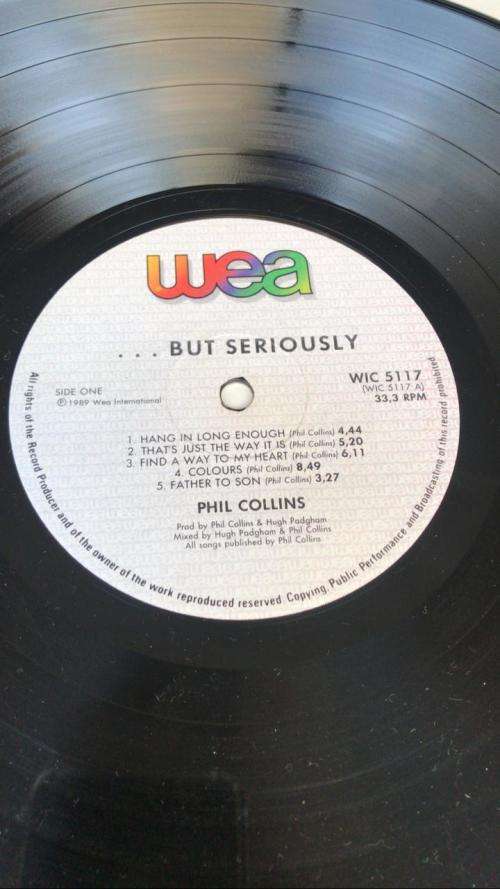 wea
. . . BUT SERIOUSLY
SIDE ONE
℗ 1989 Wea International
WIC 5117
(WIC 5117 A)
33,3 RPM
1. HANG IN LONG ENOUGH (Phil Collins) 4,44
2. THAT'S JUST THE WAY IT IS (Phil Collins) 5,20
3. FIND A WAY TO MY HEART (Phil Collins) 6,11
4. COLOURS (Phil Collins) 8,49
5. FATHER TO SON (Phil Collins) 3,27
PHIL COLLINS
Prod by Phil Collins & Hugh Padgham
Mixed by Hugh Padgham & Phil Collins
All songs published by Phil Collins
All rights of the Record Producer and of the owner of the work reproduced reserved Copying, Public Performance and Broadcasting of this record prohibited